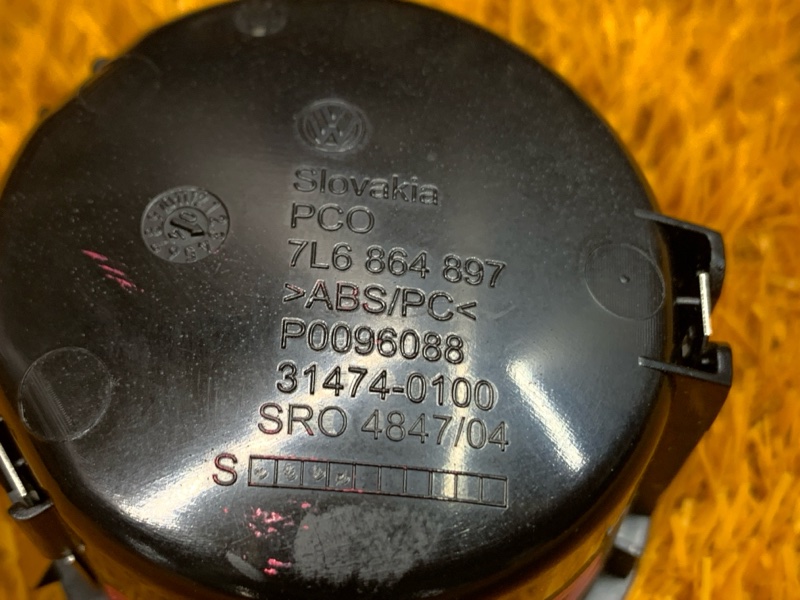 Slovakia
PCO
7L6 864 897
>ABS/PC<
P0096088
31474-0100
SRO 4847/04
S